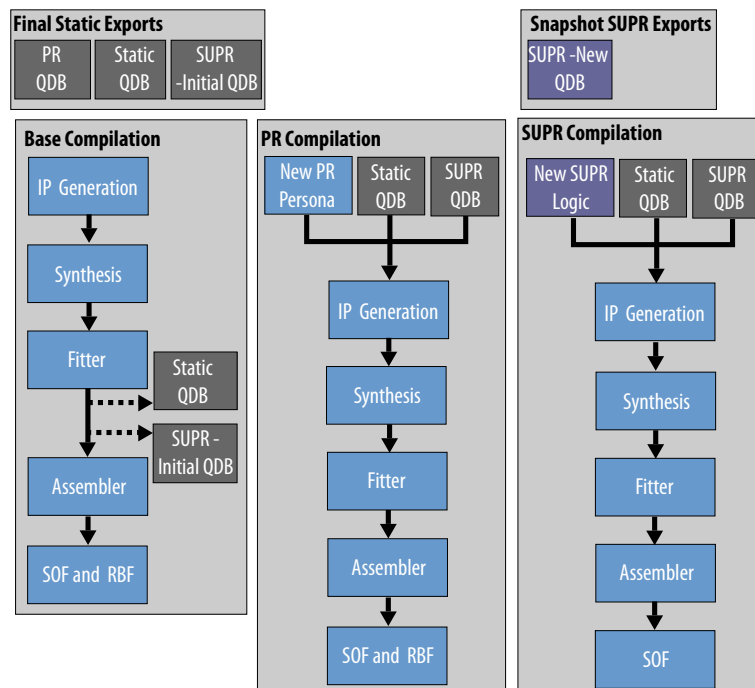 Final Static Exports
PR
QDB
Static
QDB
SUPR
-Initial QDB
Snapshot SUPR Exports
SUPR -New
QDB
Base Compilation
IP Generation
Synthesis
Fitter
Static
QDB
SUPR -
Initial QDB
Assembler
SOF and RBF
PR Compilation
New PR
Persona
Static
QDB
SUPR
QDB
IP Generation
Synthesis
Fitter
Assembler
SOF and RBF
SUPR Compilation
New SUPR
Logic
Static
QDB
SUPR
QDB
IP Generation
Synthesis
Fitter
Assembler
SOF